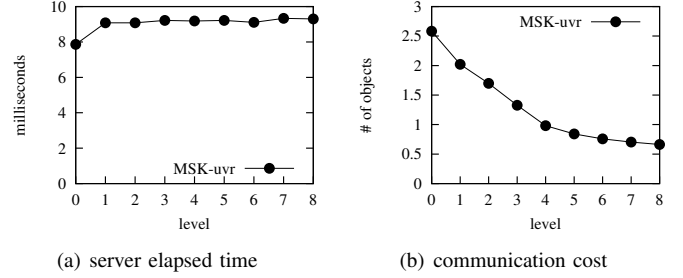 milliseconds
10
8
6
4
2
0
MSK-uvr
0 1 2 3 4 5 6 7 8
level
(a) server elapsed time
# of objects
3
2.5
2
1.5
1
0.5
0
MSK-uvr
0 1 2 3 4 5 6 7 8
level
(b) communication cost